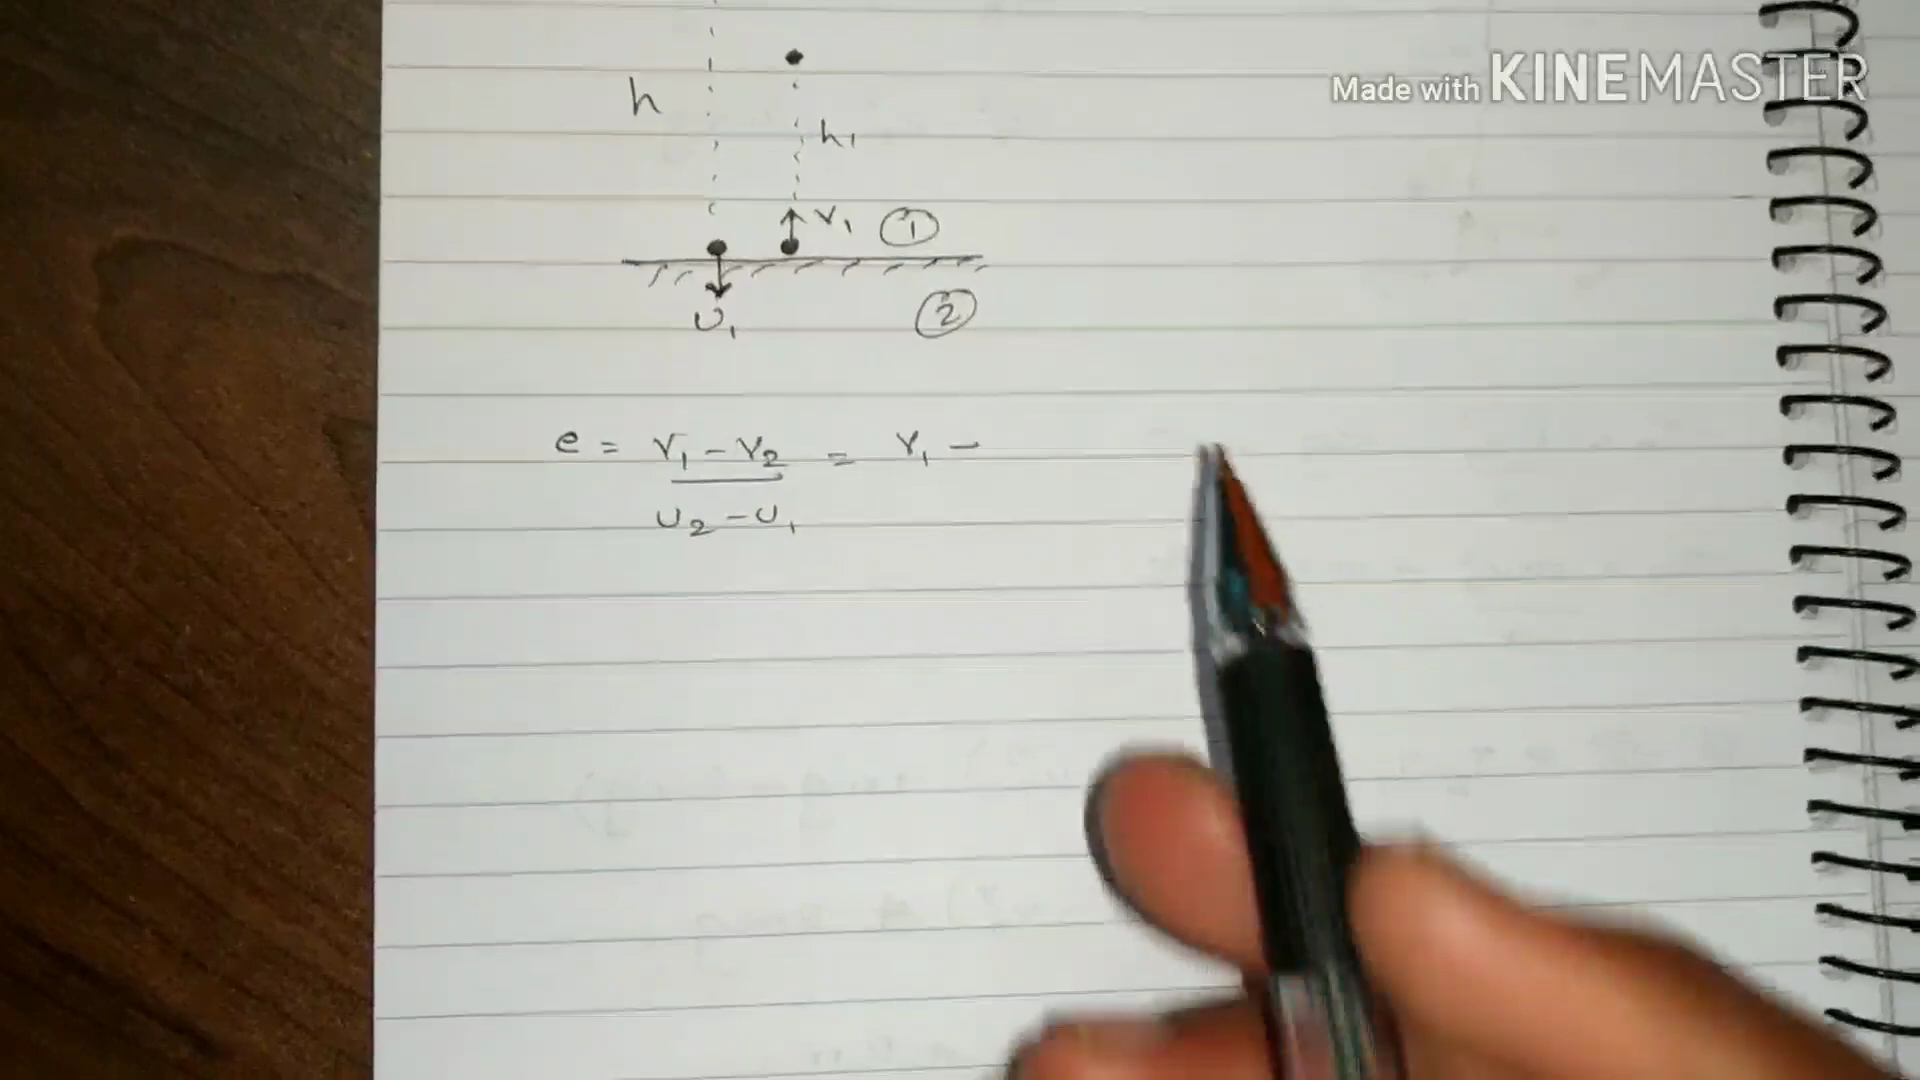 Made with KINEMASTER
h
h₁
v₁ ①
u₁ ②
e = v₁ - v₂ = v₁ -
u₂ - u₁